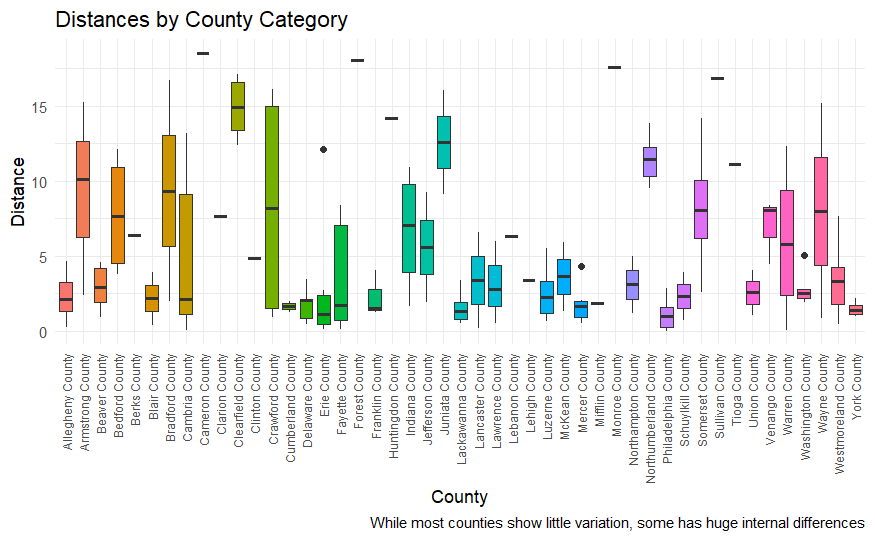 Distances by County Category
Distance
15
10
5
0
Allegheny County
Armstrong County
Beaver County
Bedford County
Berks County
Blair County
Bradford County
Cambria County
Cameron County
Clarion County
Clearfield County
Clinton County
Crawford County
Cumberland County
Delaware County
Erie County
Fayette County
Forest County
Franklin County
Huntingdon County
Indiana County
Jefferson County
Juniata County
Lackawanna County
Lancaster County
Lawrence County
Lebanon County
Lehigh County
Luzerne County
McKean County
Mercer County
Mifflin County
Monroe County
Northampton County
Northumberland County
Philadelphia County
Schuylkill County
Somerset County
Sullivan County
Tioga County
Union County
Venango County
Warren County
Washington County
Wayne County
Westmoreland County
York County
County
While most counties show little variation, some has huge internal differences